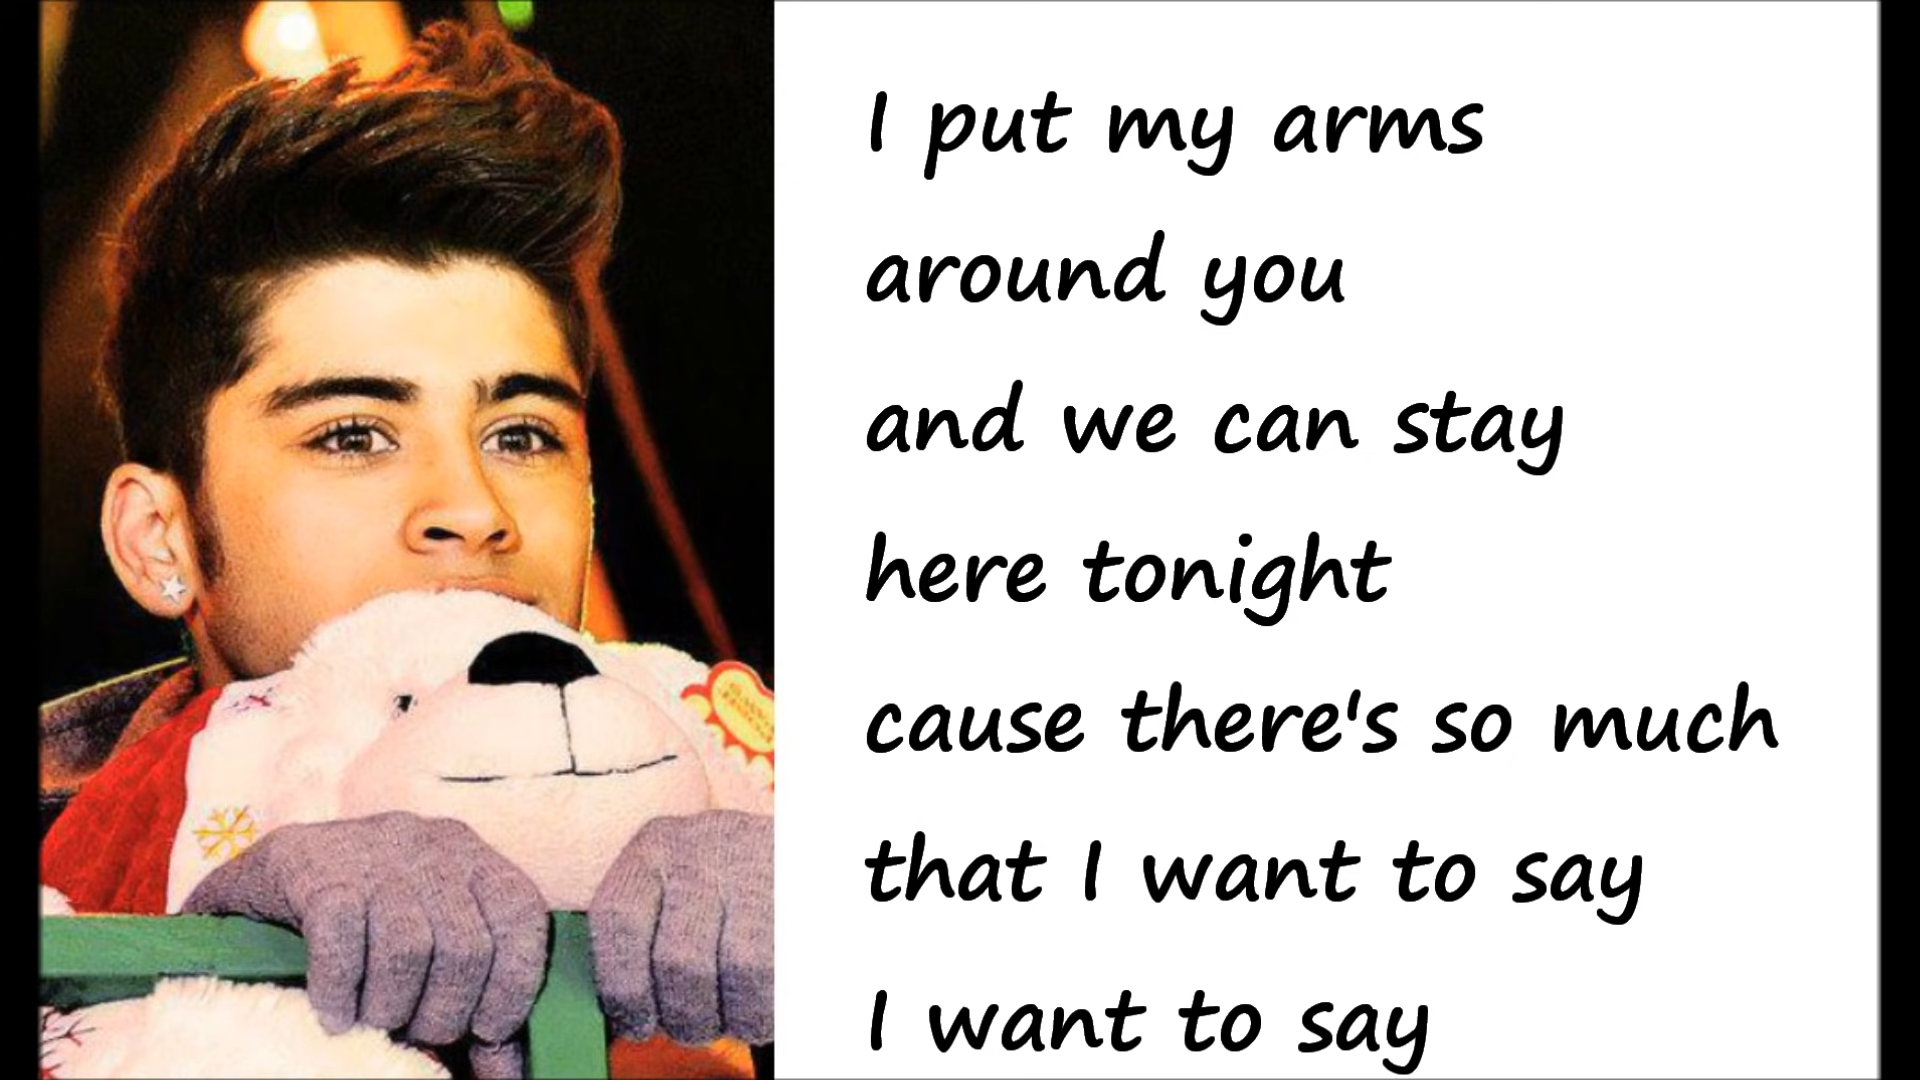 I put my arms
around you
and we can stay
here tonight
cause there's so much
that I want to say
I want to say